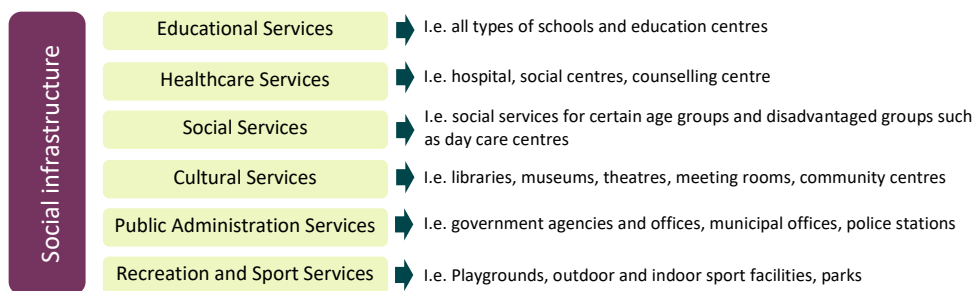 Social infrastructure
Educational Services
I.e. all types of schools and education centres
Healthcare Services
I.e. hospital, social centres, counselling centre
Social Services
I.e. social services for certain age groups and disadvantaged groups such
as day care centres
Cultural Services
I.e. libraries, museums, theatres, meeting rooms, community centres
Public Administration Services
I.e. government agencies and offices, municipal offices, police stations
Recreation and Sport Services
I.e. Playgrounds, outdoor and indoor sport facilities, parks